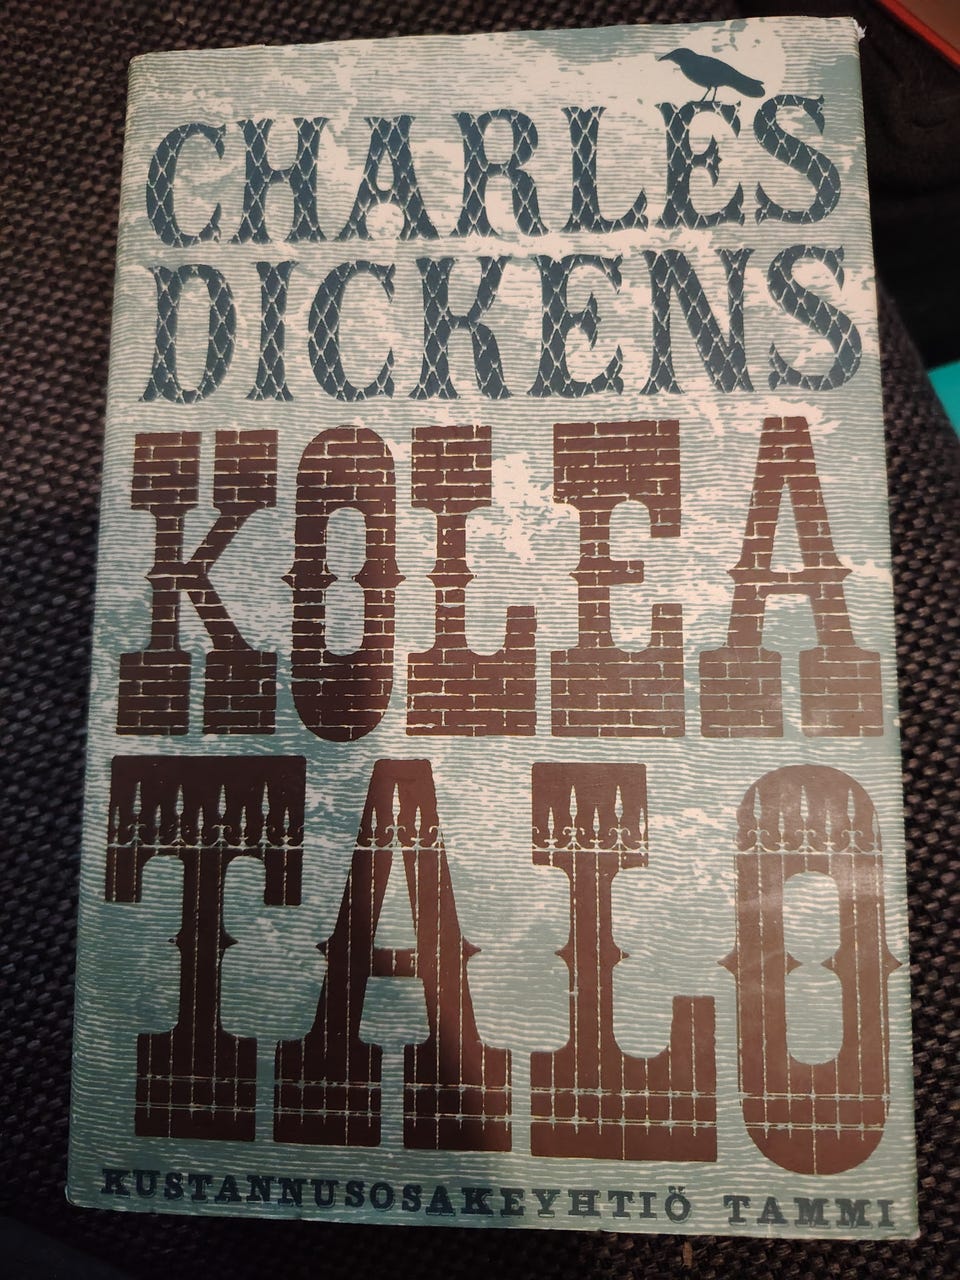 CHARLES
DICKENS
KOLEA
TALO
KUSTANNUSOSAKEYHTIÖ TAMMI